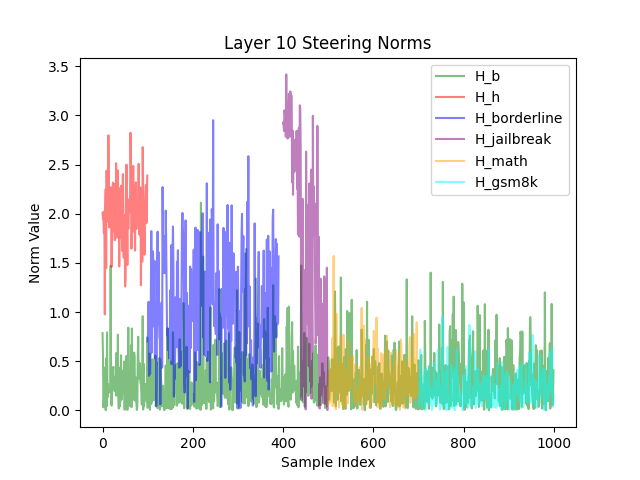 Layer 10 Steering Norms
3.5
3.0
2.5
2.0
1.5
1.0
0.5
0.0
Norm Value
H_b
H_h
H_borderline
H_jailbreak
H_math
H_gsm8k
0
200
400
600
800
1000
Sample Index